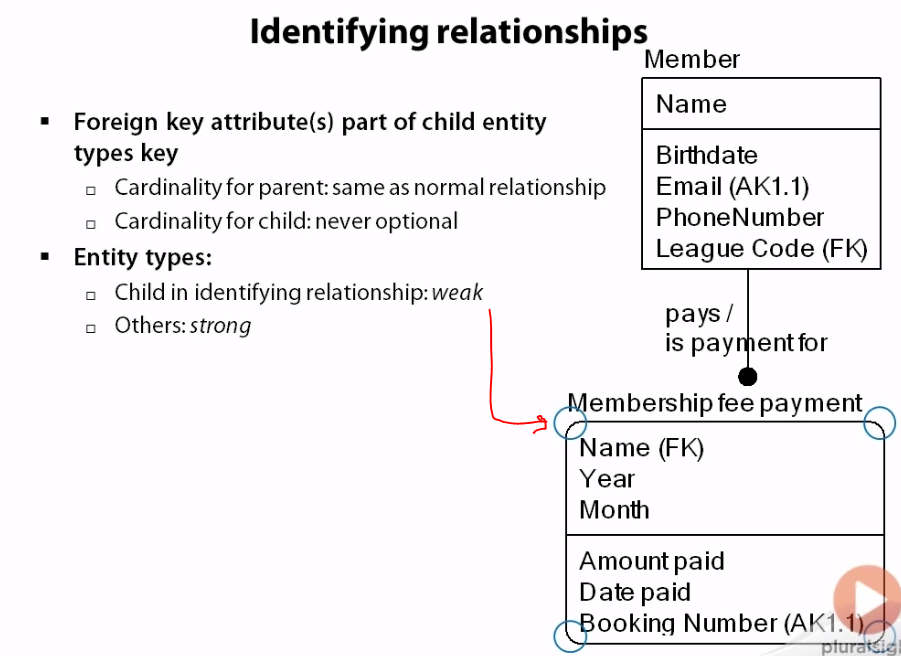 Identifying relationships
Foreign key attribute(s) part of child entity
types key
Cardinality for parent: same as normal relationship
Cardinality for child: never optional
Entity types:
Child in identifying relationship: weak
Others: strong
Member
Name
Birthdate
Email (AK1.1)
PhoneNumber
League Code (FK)
pays /
is payment for
Membership fee payment
Name (FK)
Year
Month
Amount paid
Date paid
Booking Number (AK1.1)